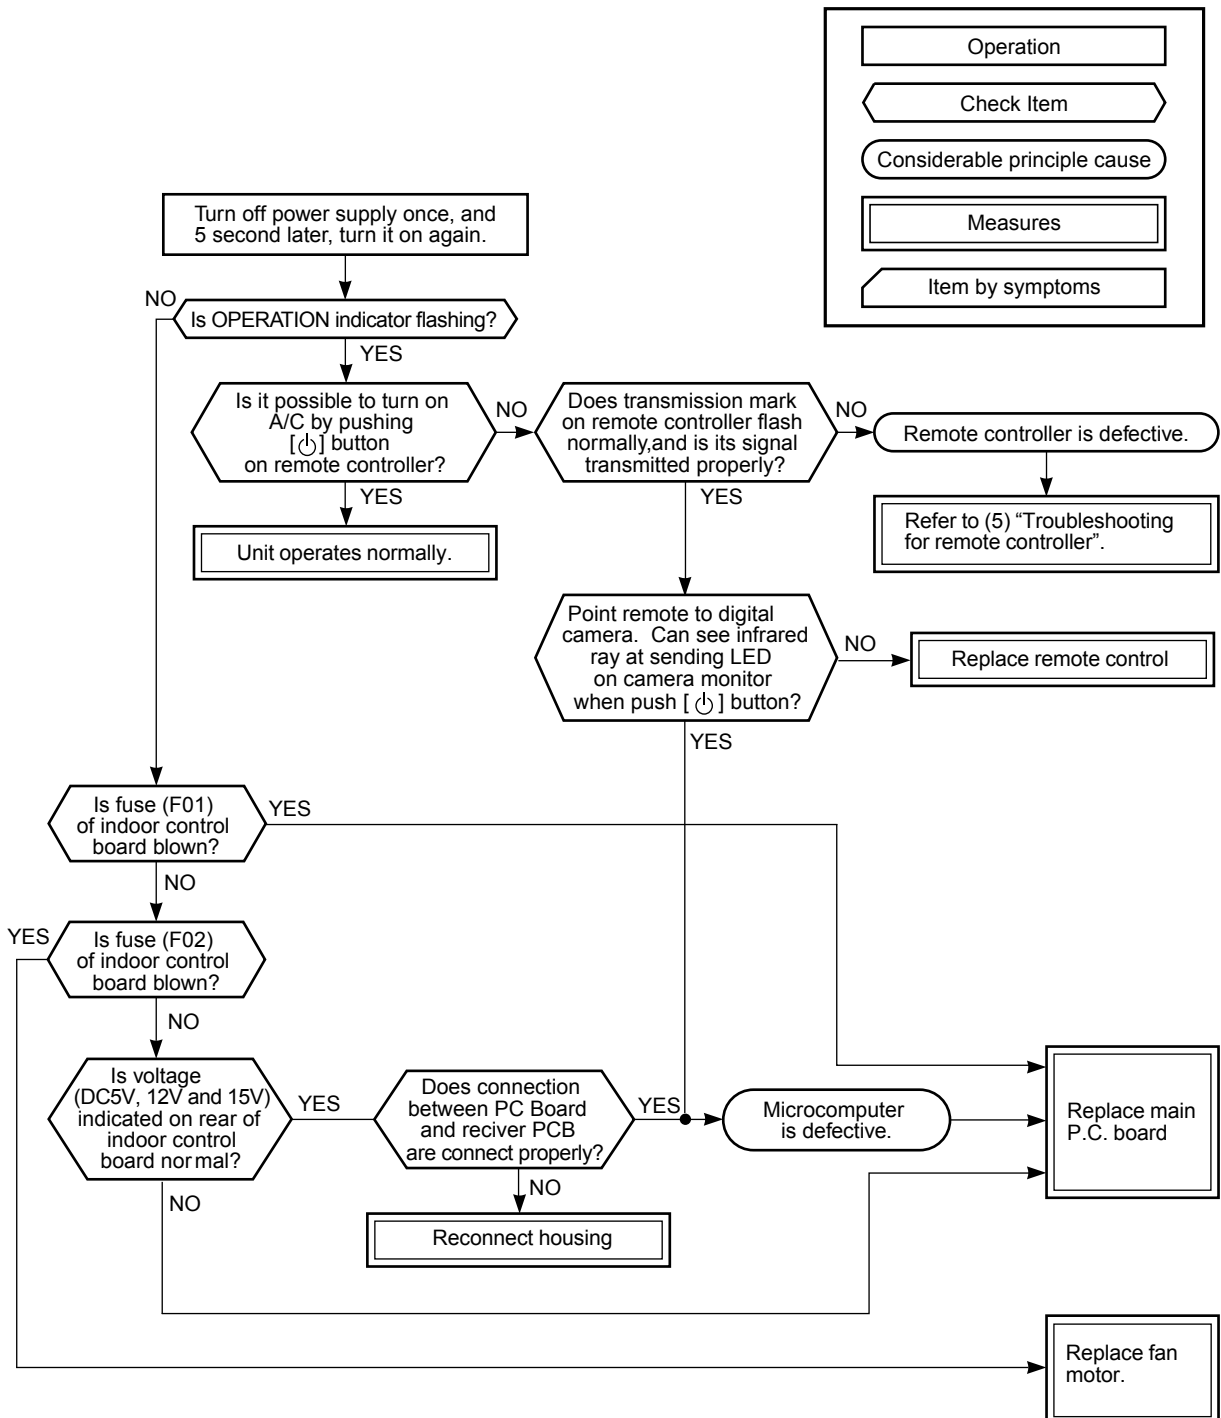 Operation
Check Item
Considerable principle cause
Measures
Item by symptoms
Turn off power supply once, and
5 second later, turn it on again.
NO
Is OPERATION indicator flashing?
YES
Is it possible to turn on
A/C by pushing
[⏻] button
on remote controller?
NO
Does transmission mark
on remote controller flash
normally,and is its signal
transmitted properly?
NO
Remote controller is defective.
YES
YES
Unit operates normally.
Refer to (5) “Troubleshooting
for remote controller”.
Point remote to digital
camera. Can see infrared
ray at sending LED
on camera monitor
when push [⏻] button?
NO
Replace remote control
YES
Is fuse (F01)
of indoor control
board blown?
YES
NO
YES
Is fuse (F02)
of indoor control
board blown?
NO
Is voltage
(DC5V, 12V and 15V)
indicated on rear of
indoor control
board normal?
YES
Does connection
between PC Board
and reciver PCB
are connect properly?
YES
Microcomputer
is defective.
Replace main
P.C. board
NO
NO
Reconnect housing
Replace fan
motor.